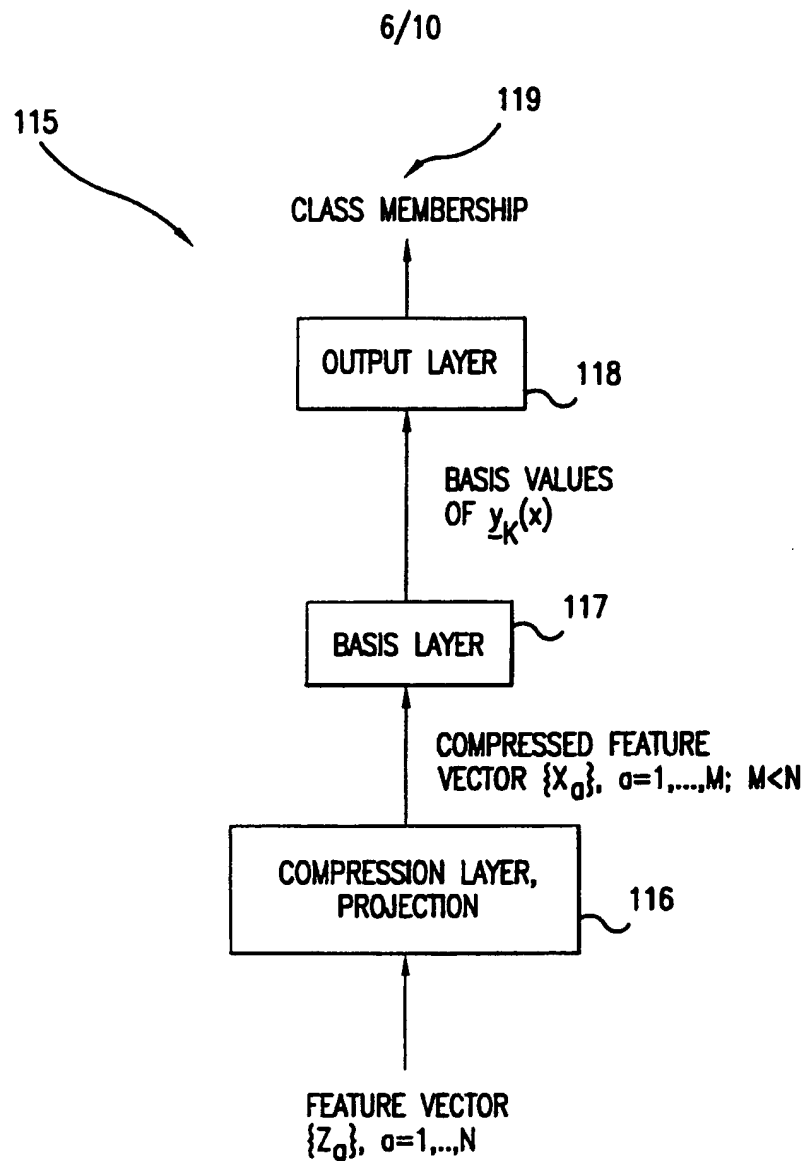 6/10
119
115
CLASS MEMBERSHIP
OUTPUT LAYER
118
BASIS VALUES
OF y_K(x)
117
BASIS LAYER
COMPRESSED FEATURE
VECTOR {X_a}, a=1,...,M; M<N
COMPRESSION LAYER,
PROJECTION
116
FEATURE VECTOR
{Z_a}, a=1,..,N